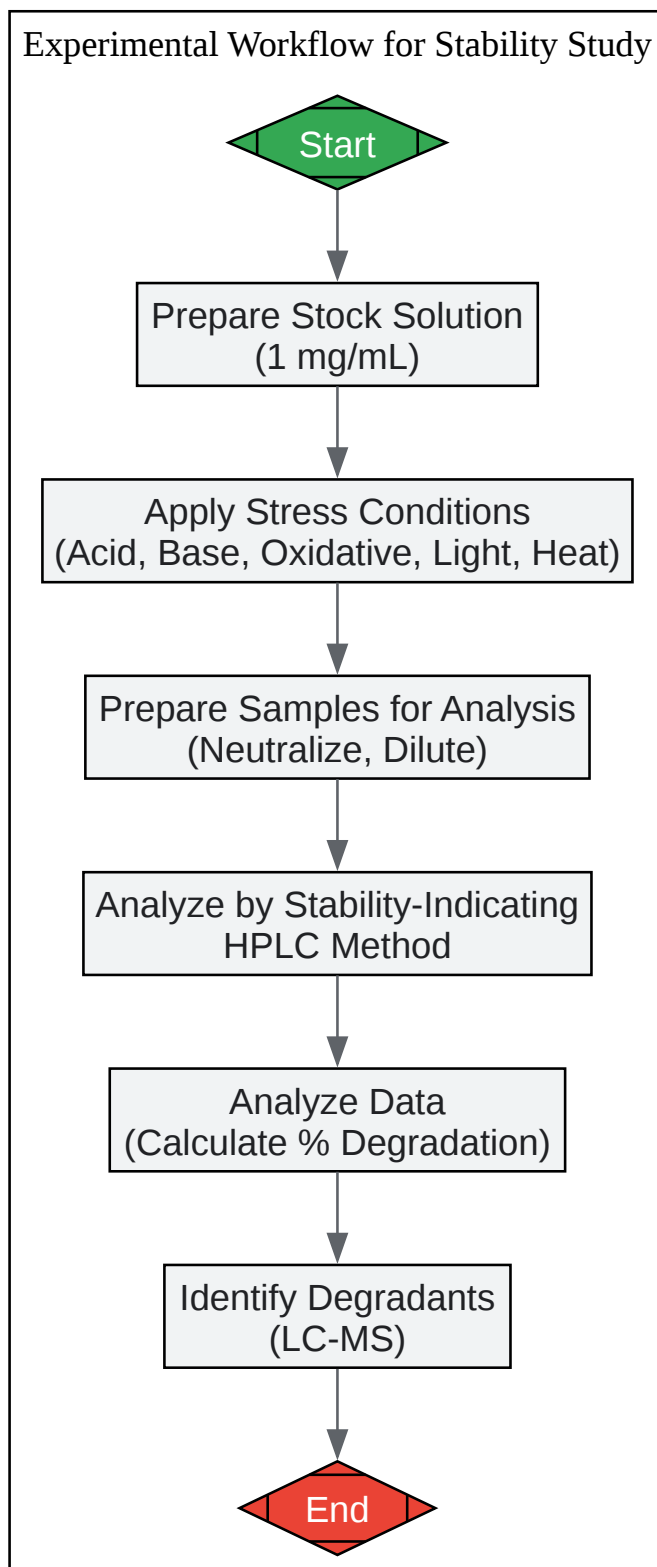 Experimental Workflow for Stability Study
Start
Prepare Stock Solution
(1 mg/mL)
Apply Stress Conditions
(Acid, Base, Oxidative, Light, Heat)
Prepare Samples for Analysis
(Neutralize, Dilute)
Analyze by Stability-Indicating
HPLC Method
Analyze Data
(Calculate % Degradation)
Identify Degradants
(LC-MS)
End